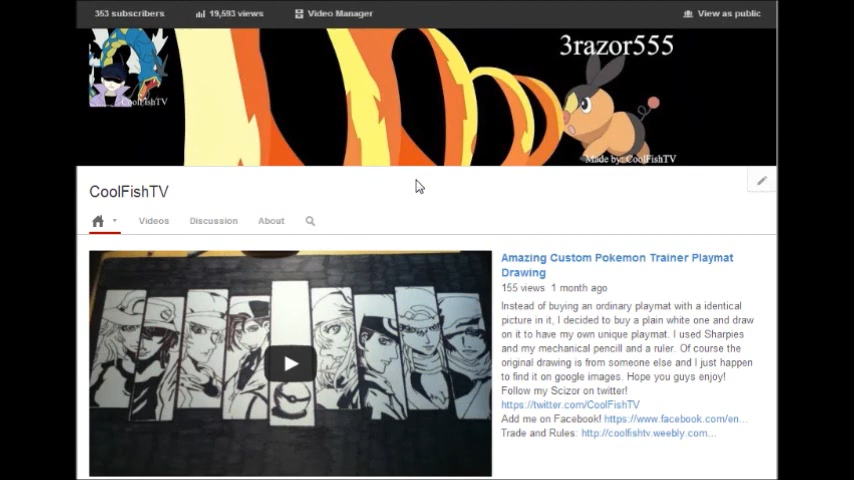 353 subscribers 19,593 views Video Manager View as public
3razor555
CoolFishTV
Made by: CoolFishTV
CoolFishTV
Videos Discussion About
Amazing Custom Pokemon Trainer Playmat
Drawing
155 views 1 month ago
Instead of buying an ordinary playmat with a identical
picture in it, I decided to buy a plain white one and draw
on it to have my own unique playmat. I used Sharpies
and my mechanical pencill and a ruler. Of course the
original drawing is from someone else and I just happen
to find it on google images. Hope you guys enjoy!
Follow my Scizor on twitter!
https://twitter.com/CoolFishTV
Add me on Facebook! https://www.facebook.com/en...
Trade and Rules: http://coolfishtv.weebly.com...